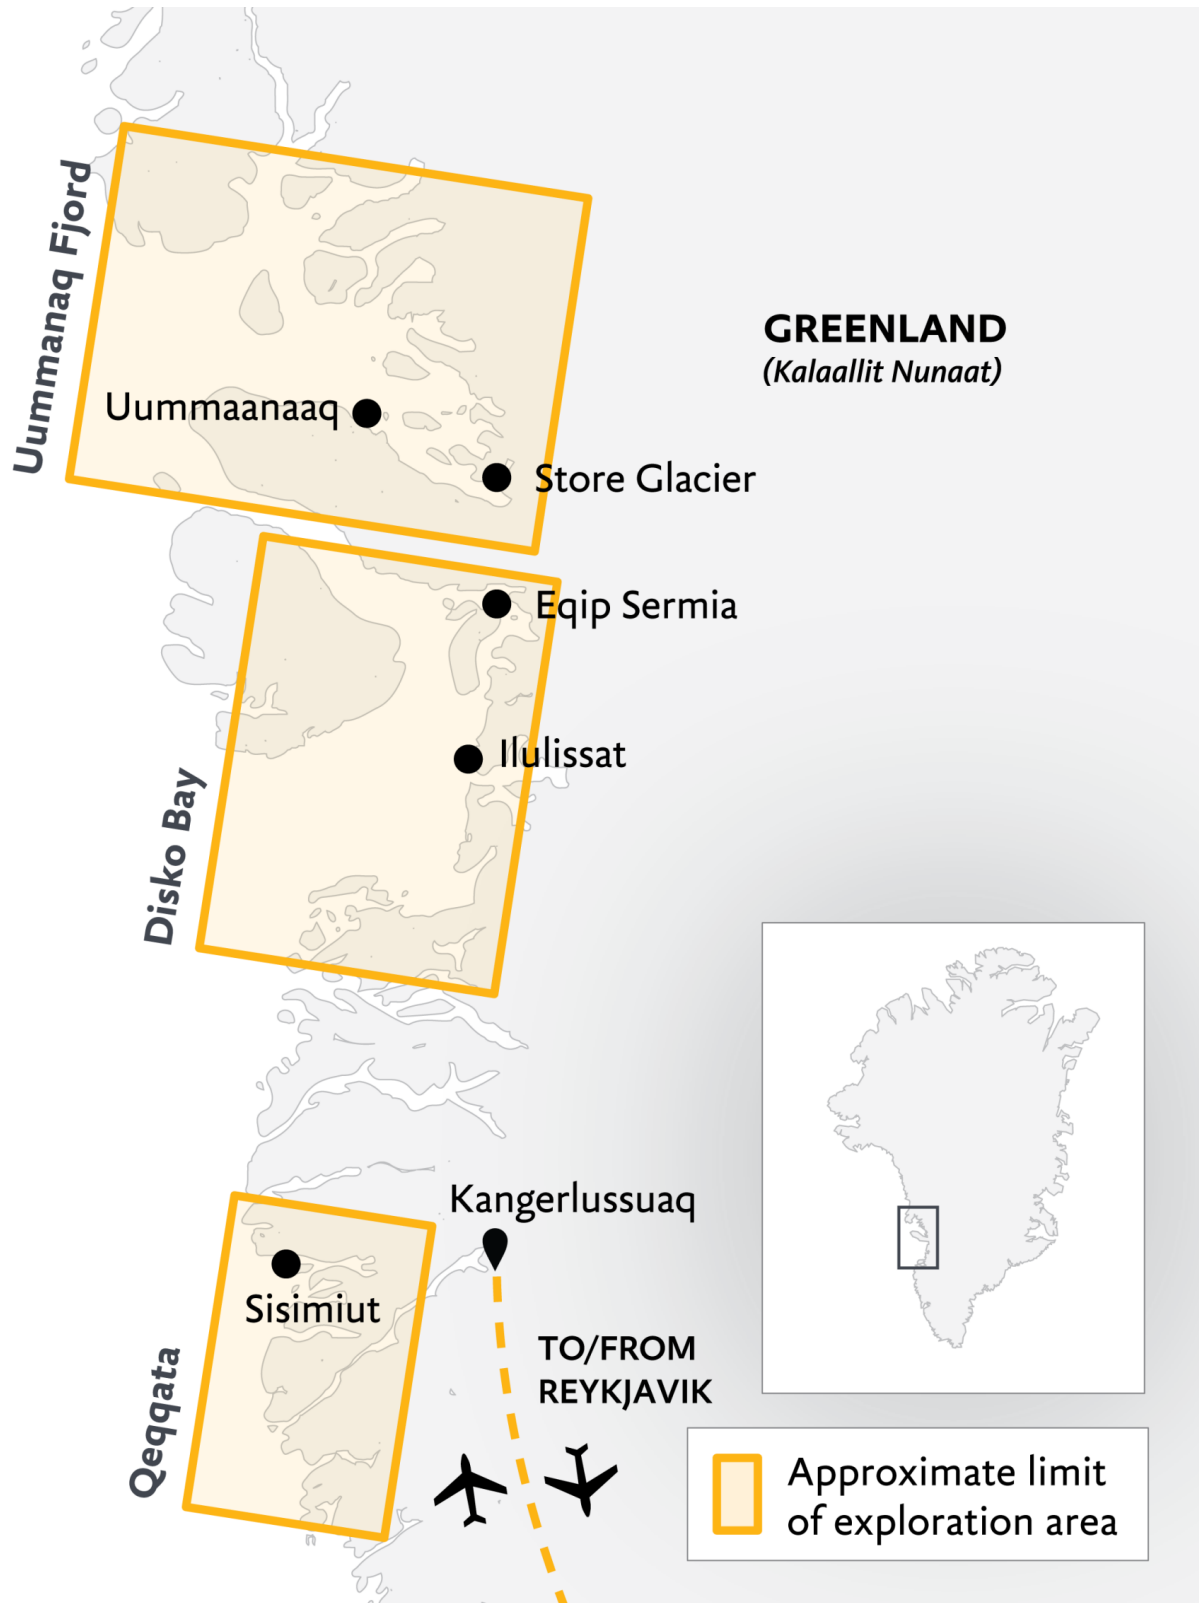 Uummanaq Fjord
GREENLAND
(Kalaallit Nunaat)
Uummaanaaq
Store Glacier
Eqip Sermia
Ilulissat
Disko Bay
Kangerlussuaq
Sisimiut
TO/FROM
REYKJAVIK
Qeqqata
Approximate limit
of exploration area